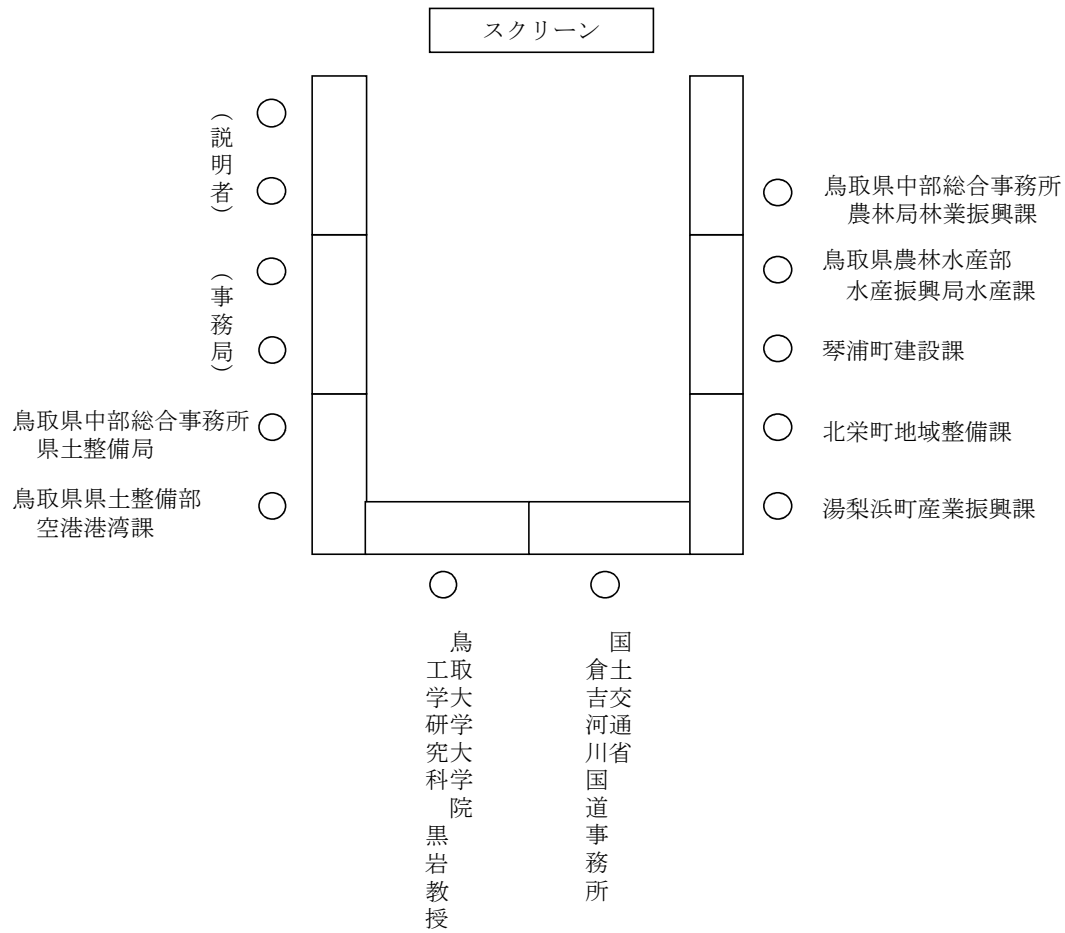 スクリーン
（説明者）
（事務局）
鳥取県中部総合事務所
県土整備局
鳥取県県土整備部
空港港湾課
鳥取県中部総合事務所
農林局林業振興課
鳥取県農林水産部
水産振興局水産課
琴浦町建設課
北栄町地域整備課
湯梨浜町産業振興課
鳥取大学大学院
工学研究科　黒岩教授
国土交通省
倉吉河川国道事務所